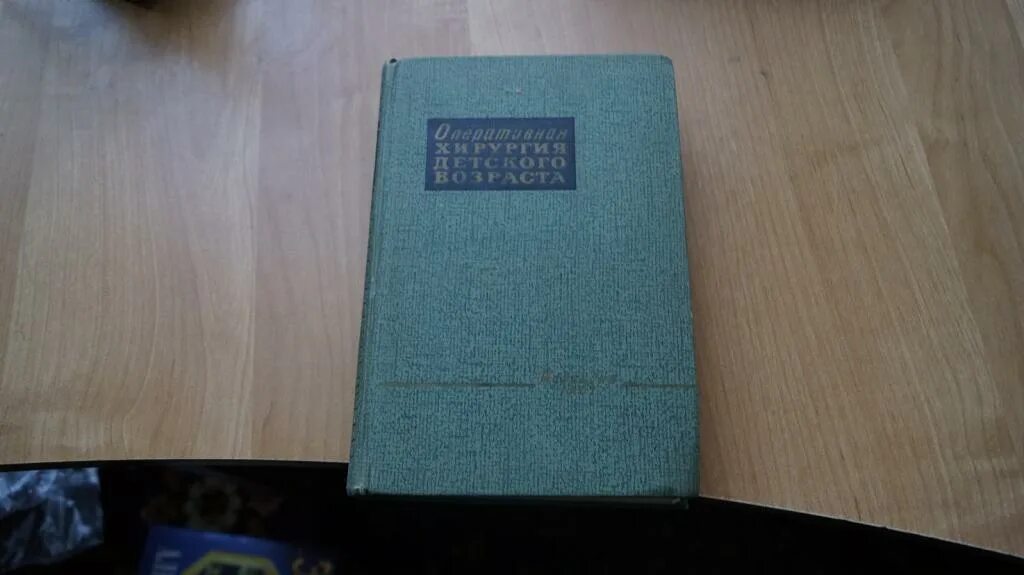 Оперативная
ХИРУРГИЯ
ДЕТСКОГО
ВОЗРАСТА